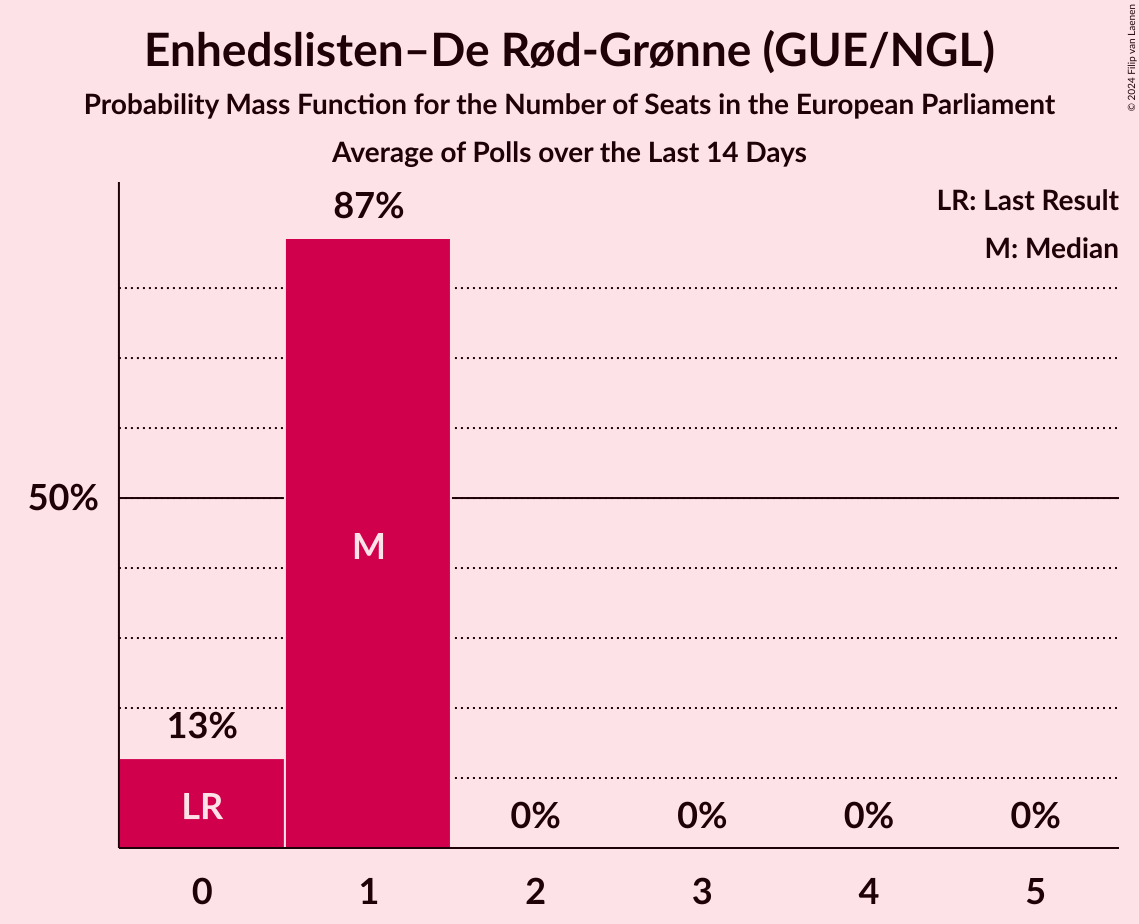 Enhedslisten–De Rød-Grønne (GUE/NGL)
Probability Mass Function for the Number of Seats in the European Parliament
Average of Polls over the Last 14 Days
© 2024 Filip van Laenen
LR: Last Result
M: Median
87%
50%
M
13%
LR
0%
0%
0%
0%
0
1
2
3
4
5